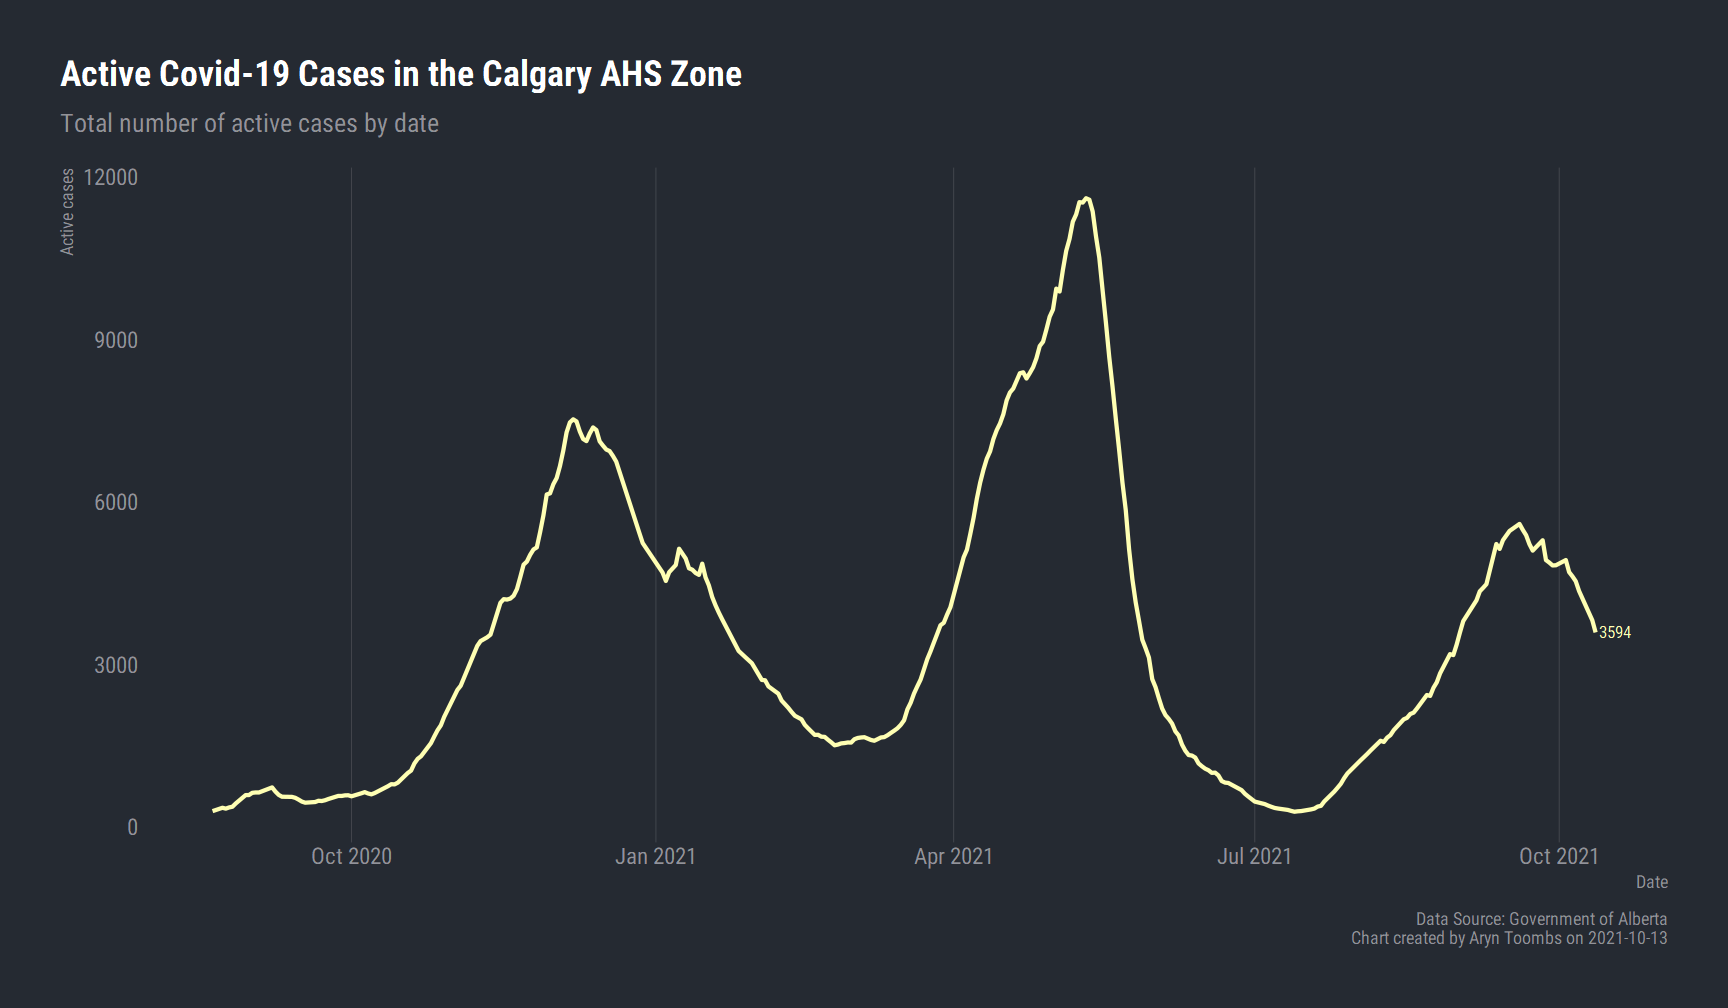 Active Covid-19 Cases in the Calgary AHS Zone
Total number of active cases by date
Active cases
12000
9000
6000
3000
0
3594
Oct 2020
Jan 2021
Apr 2021
Jul 2021
Oct 2021
Date
Data Source: Government of Alberta
Chart created by Aryn Toombs on 2021-10-13